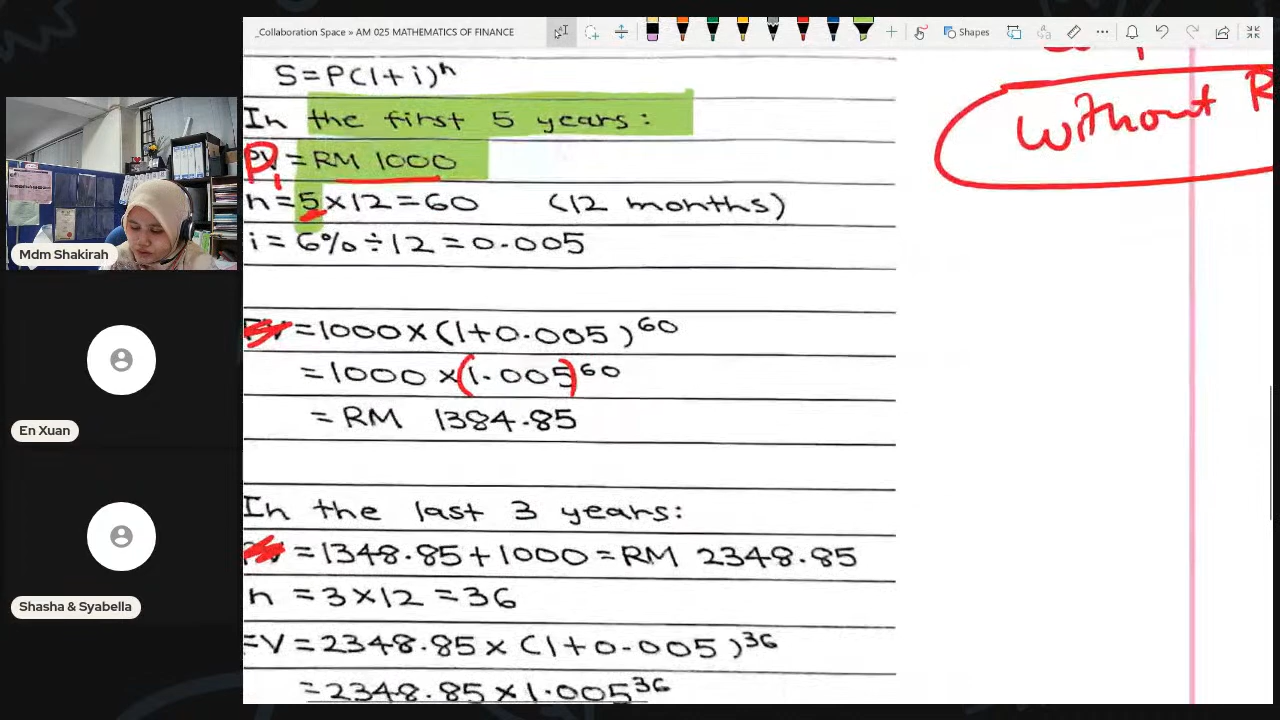 _Collaboration Space » AM 025 MATHEMATICS OF FINANCE
Shapes
S=P(1+i)ⁿ
In the first 5 years:
P₁ = RM 1000
n=5×12=60 (12 months)
i=6%÷12=0.005
=1000×(1+0.005)⁶⁰
=1000×(1.005)⁶⁰
=RM 1384.85
In the last 3 years:
=1348.85+1000=RM 2348.85
n =3×12=36
FV=2348.85×(1+0.005)³⁶
=2348.85×1.005³⁶
Without R
Mdm Shakirah
En Xuan
Shasha & Syabella